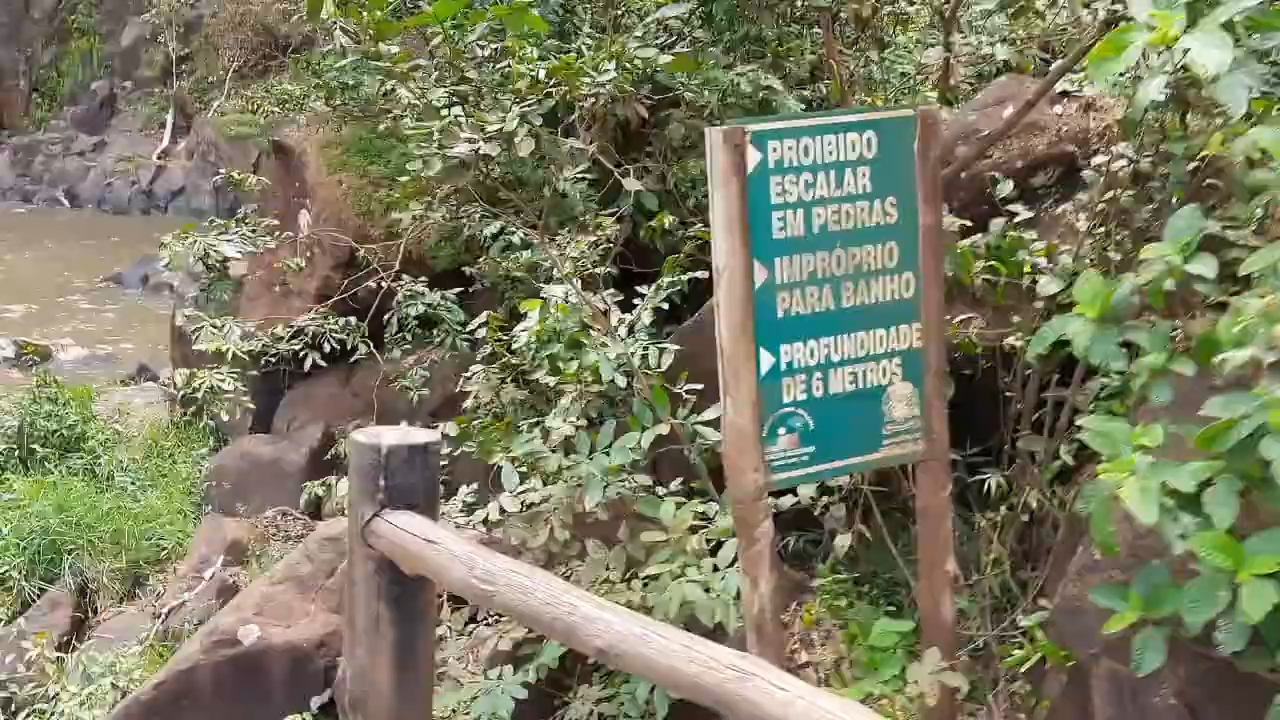 PROIBIDO
ESCALAR
EM PEDRAS
IMPRÓPRIO
PARA BANHO
PROFUNDIDADE
DE 6 METROS